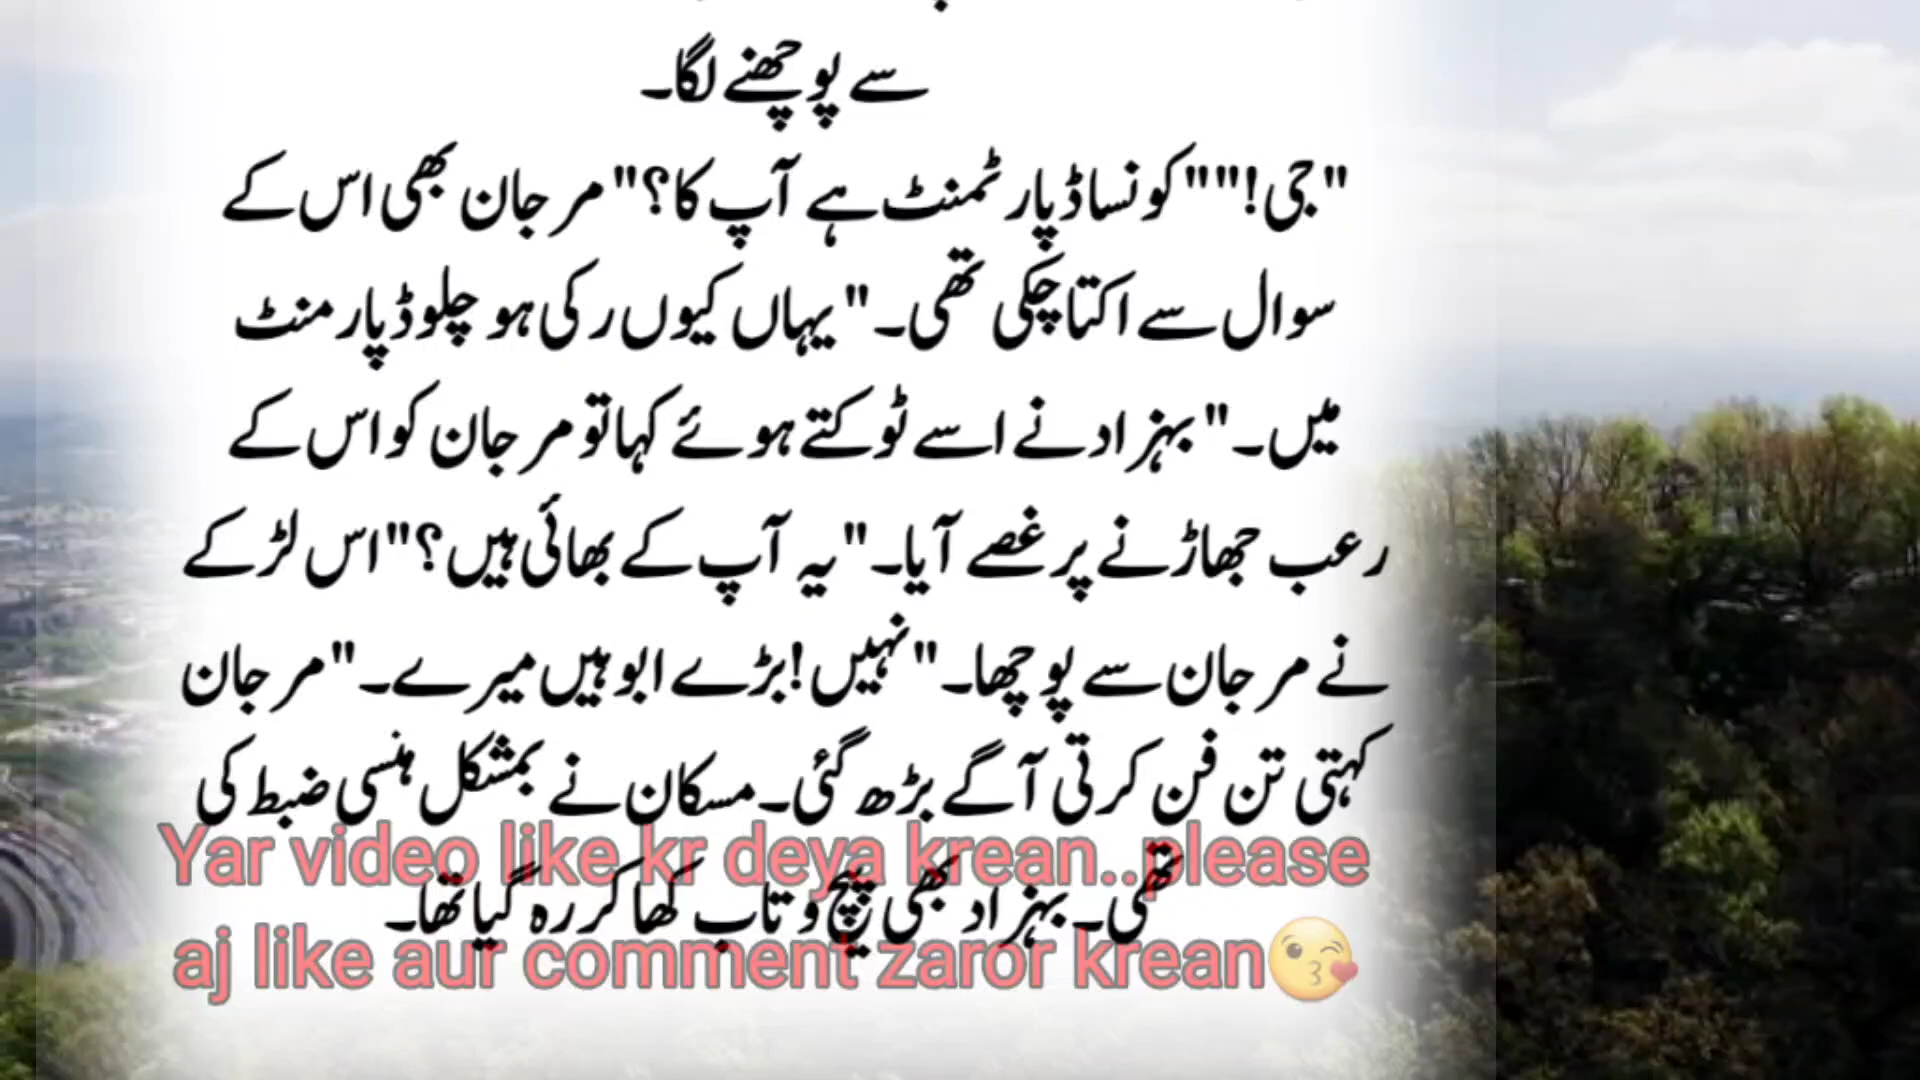 سے پوچھنے لگا۔
"جی!""کونسا ڈپارٹمنٹ ہے آپ کا؟" مرجان بھی اس کے
سوال سے اکتا چکی تھی۔" یہاں کیوں رکی ہو چلو ڈپارمنٹ
میں۔" بہزاد نے اسے ٹوکتے ہوئے کہا تو مرجان کو اس کے
رعب جھاڑنے پر غصے آیا۔"یہ آپ کے بھائی ہیں؟" اس لڑکے
نے مرجان سے پوچھا۔"نہیں!بڑے ابو ہیں میرے۔" مرجان
کہتی تن فن کرتی آگے بڑھ گئی۔ مسکان نے بمشکل ہنسی ضبط کی
تھی۔ بہزاد بھی پیچ و تاب کھا کر رہ گیا تھا۔
Yar video like kr deya krean..please
aj like aur comment zaror krean😘